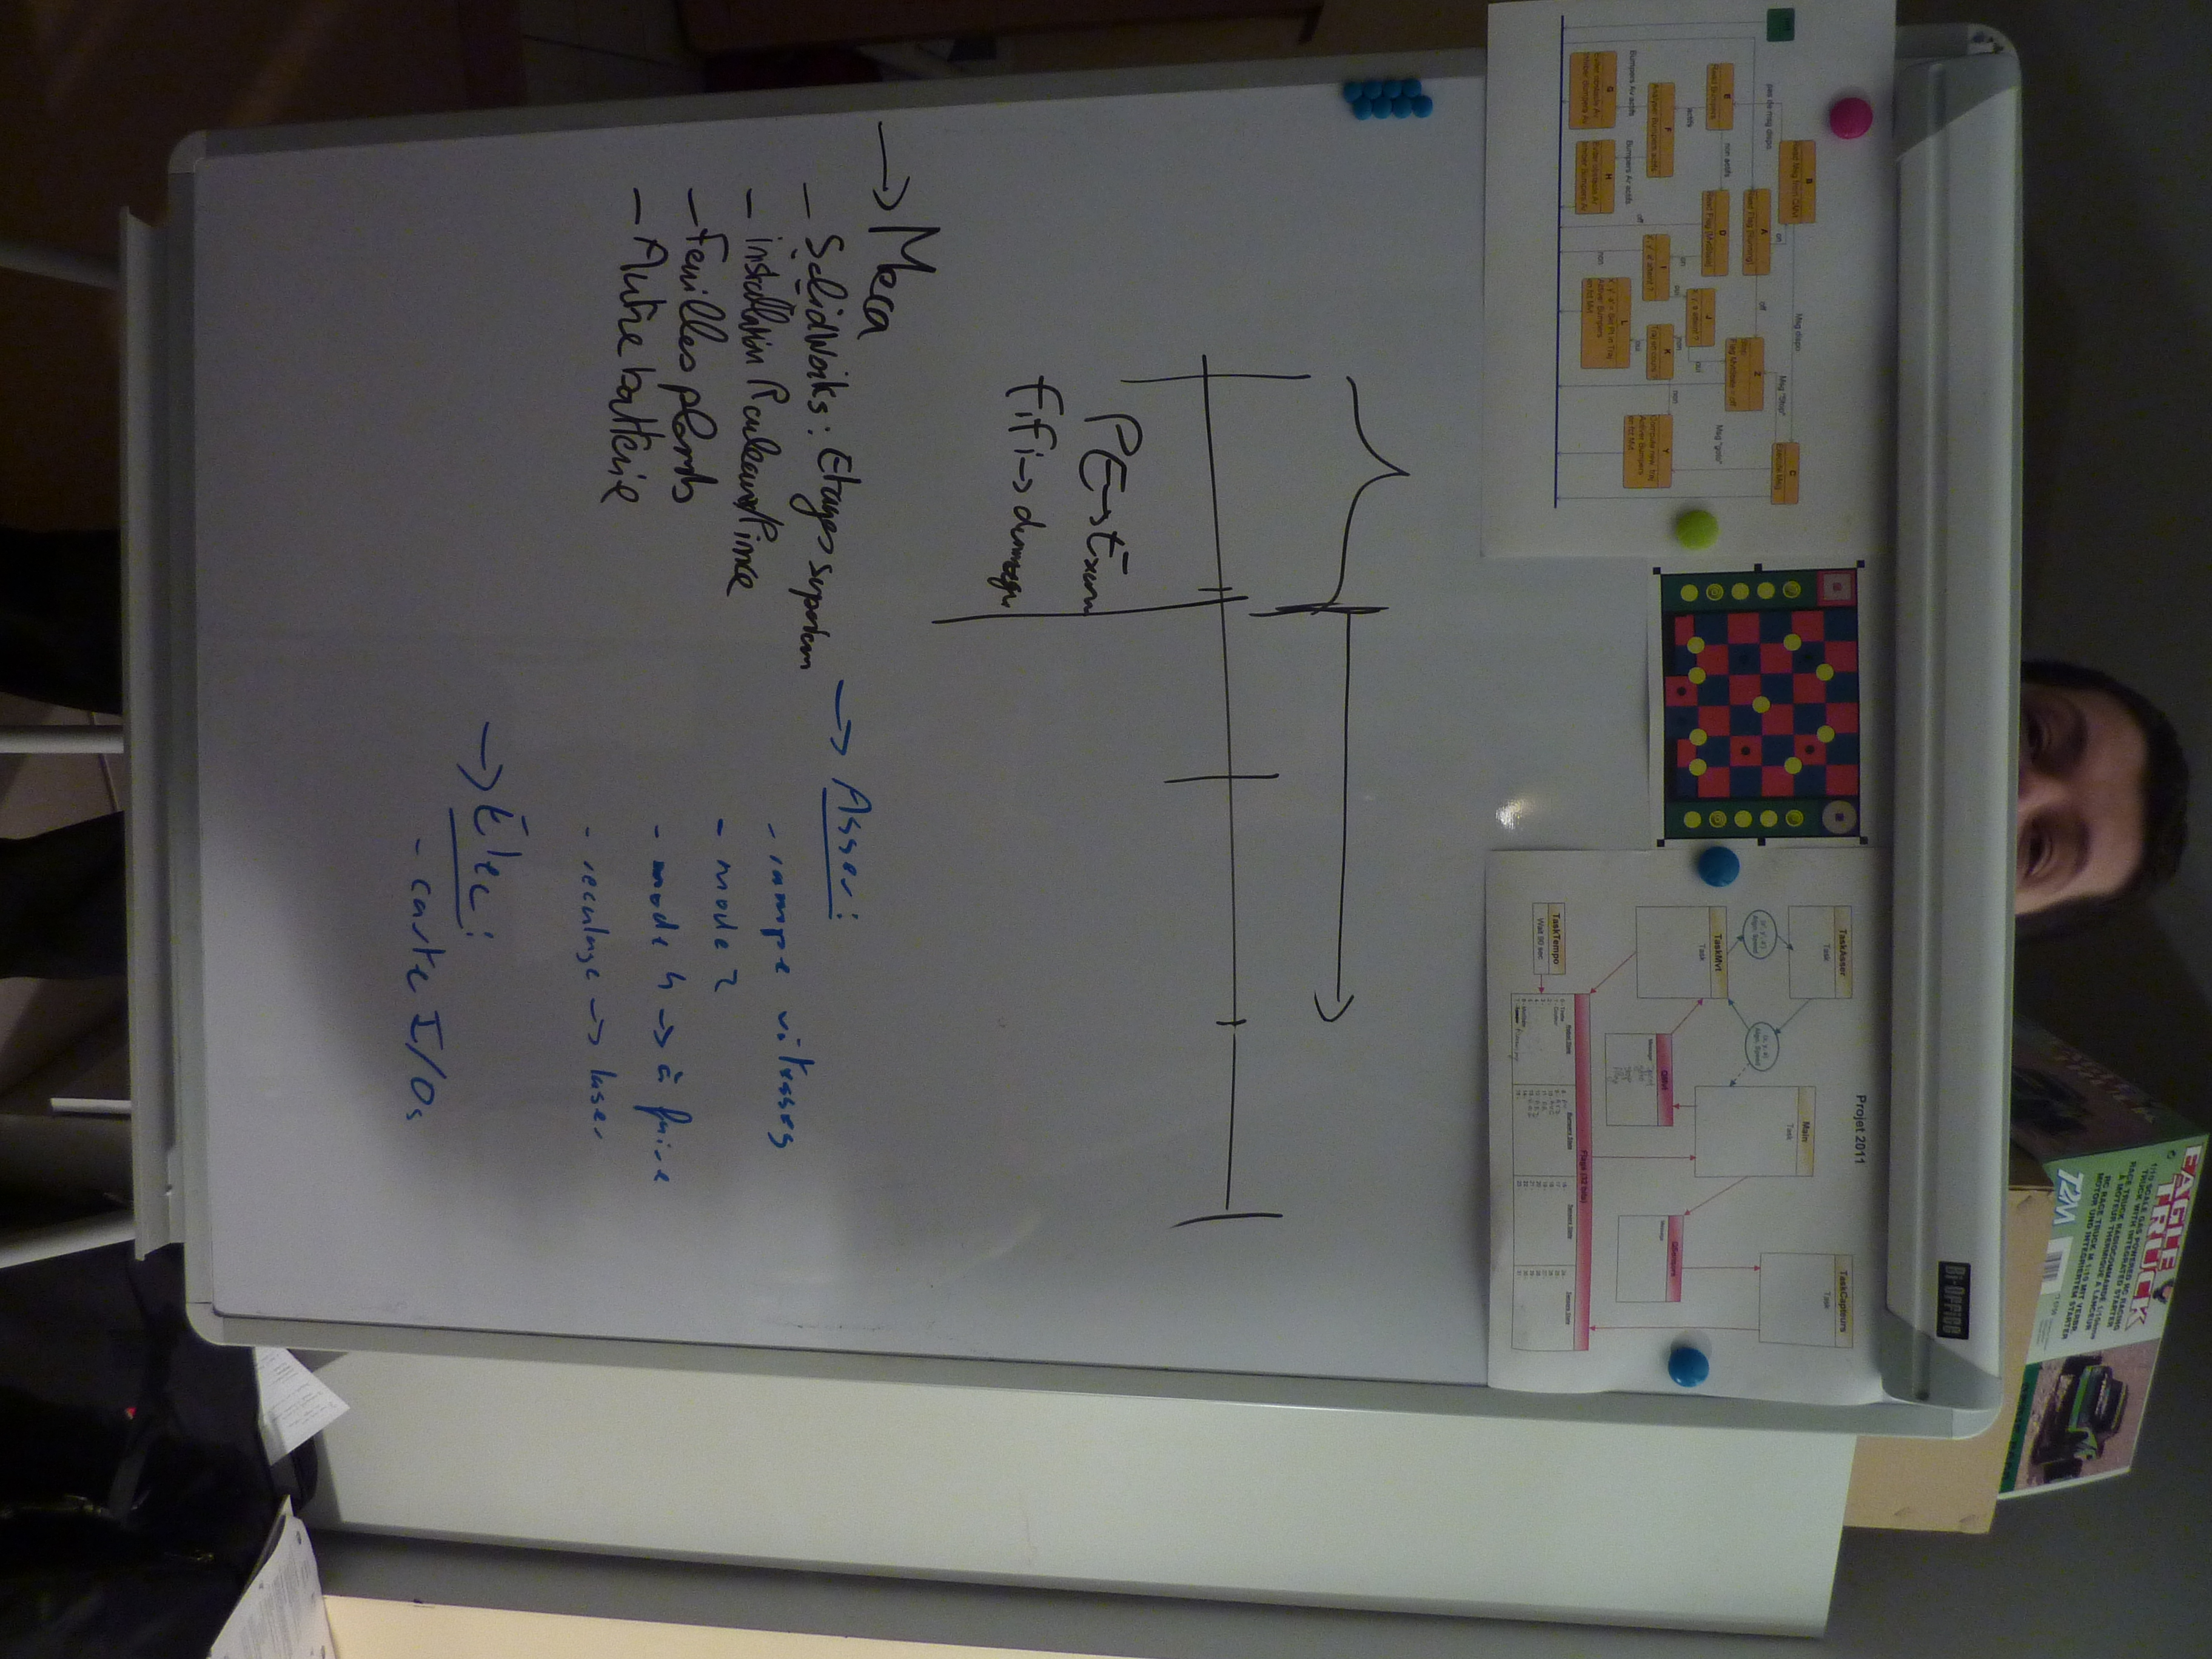 EAGLE
TRUCK
1/10 SCALE GAS POWERED RC RACING
TRUCK WITH INTEGRATED STARTER
RACE TRUCK RADIOCOMMANDÉ 1/10ème
À MOTEUR THERMIQUE À LANCEUR
RC RACE TRUCK M 1:10 MIT VERBR.
MOTOR UND INTEGRIERTEM STARTER
T2M
Bi-Office
B
Read Msg from QMvt
Msg dispo
C
Execute Msg
pas de msg dispo
on
A
Read Flag [Running]
off
Msg "Stop"
Z
Stop
Flag MvtState = off
E
Read Bumpers
non actifs
D
Read Flag [MvtState]
Msg "goto"
J
x, y, a atteint ?
oui
actifs
on
oui
non
non
F
Analyser Bumpers actifs
I
x', y', a' atteint ?
K
Traj en cours ?
Y
Compute new. traj
Activer Bumpers
en fct Mvt
Bumpers Av actifs
Bumpers Ar actifs
off
oui
G
Eviter obstacle Av
Inhiber Bumpers Av
H
Eviter obstacle Ar
Inhiber Bumpers Ar
non
L
x', y', a' = Set Pt in Traj
Activer Bumpers
en fct Mvt
Projet 2011
TaskAsser
Task
TaskCapteurs
Task
Main
Task
(x', y', a')
Algo. Speed
(x, y, a)
Algo. Speed
TaskMvt
Task
QMvt
Message:
QSensors
Message:
Flags (32 bits)
Robot State
Bumpers State
Sensors State
Sensors State
TaskTempo
Wait 90 sec
PE → Exam
fifi →
→ Meca
- SolidWorks : Etages
- installation Rouleaux/Pince
- Feuilles plombs
- Autre batterie
→ Asser :
- rampe vitesses
- mode 2
- mode 4 → à faire
- recalage → laser
→ Élec :
- carte I/Os